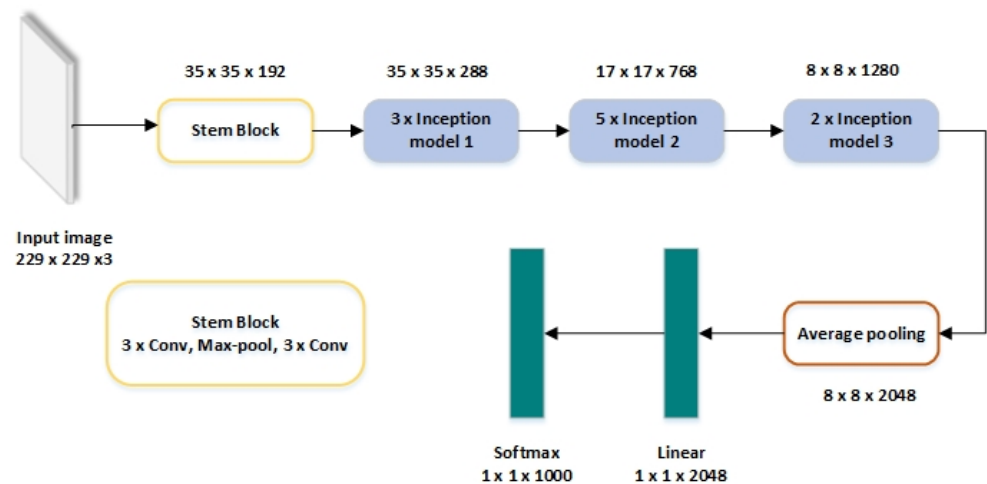 35 x 35 x 192
35 x 35 x 288
17 x 17 x 768
8 x 8 x 1280
Stem Block
3 x Inception
model 1
5 x Inception
model 2
2 x Inception
model 3
Input image
229 x 229 x3
Stem Block
3 x Conv, Max-pool, 3 x Conv
Average pooling
8 x 8 x 2048
Softmax
1 x 1 x 1000
Linear
1 x 1 x 2048